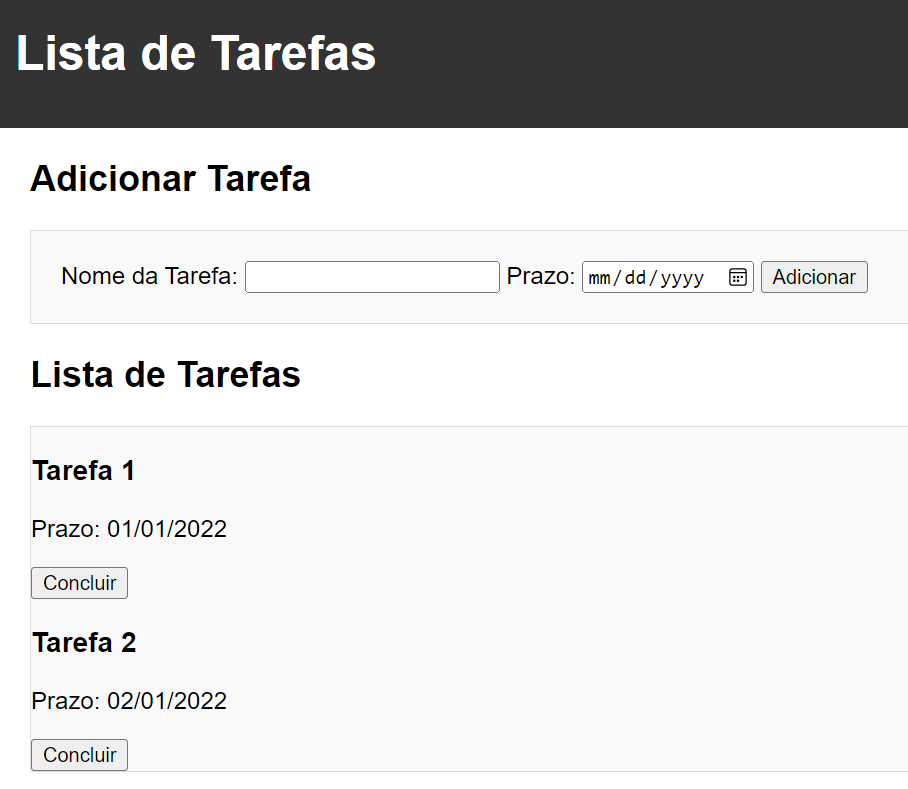 Lista de Tarefas
Adicionar Tarefa
Nome da Tarefa: Prazo: mm/dd/yyyy Adicionar
Lista de Tarefas
Tarefa 1
Prazo: 01/01/2022
Concluir
Tarefa 2
Prazo: 02/01/2022
Concluir